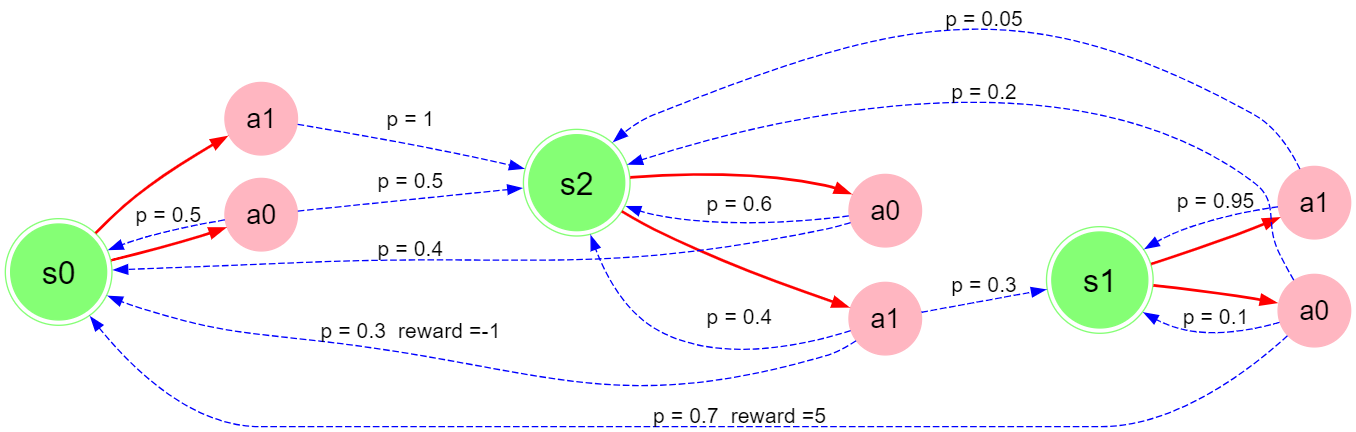 p = 0.05
p = 0.2
a1
p = 1
s2
p = 0.5
a0
p = 0.5
p = 0.6
a0
p = 0.95
a1
s0
p = 0.4
s1
p = 0.3
a0
p = 0.4
a1
p = 0.1
p = 0.3 reward =-1
p = 0.7 reward =5